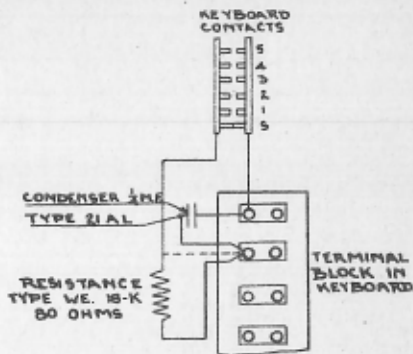 KEYBOARD
CONTACTS
5
4
3
2
1
S
CONDENSER ½ M.F.
TYPE 21 AL
TERMINAL
BLOCK IN
KEYBOARD
RESISTANCE
TYPE WE. 18-K
80 OHMS